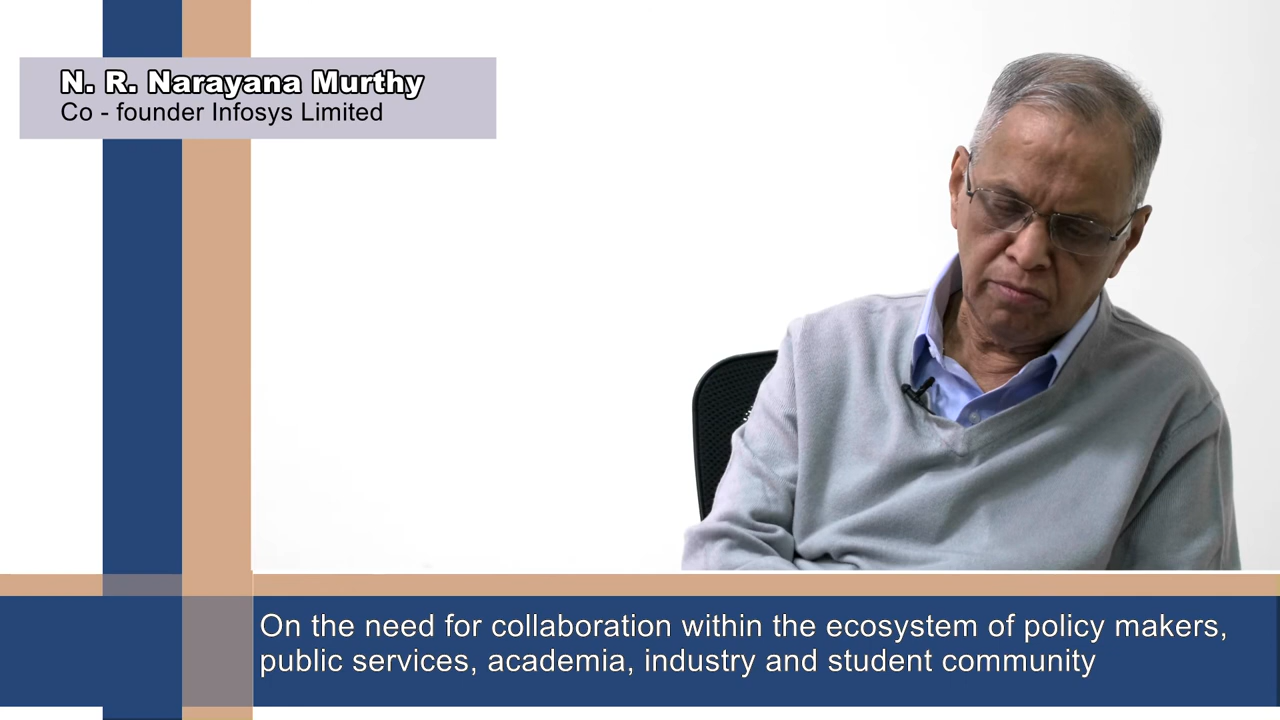 N. R. Narayana Murthy
Co - founder Infosys Limited
On the need for collaboration within the ecosystem of policy makers,
public services, academia, industry and student community